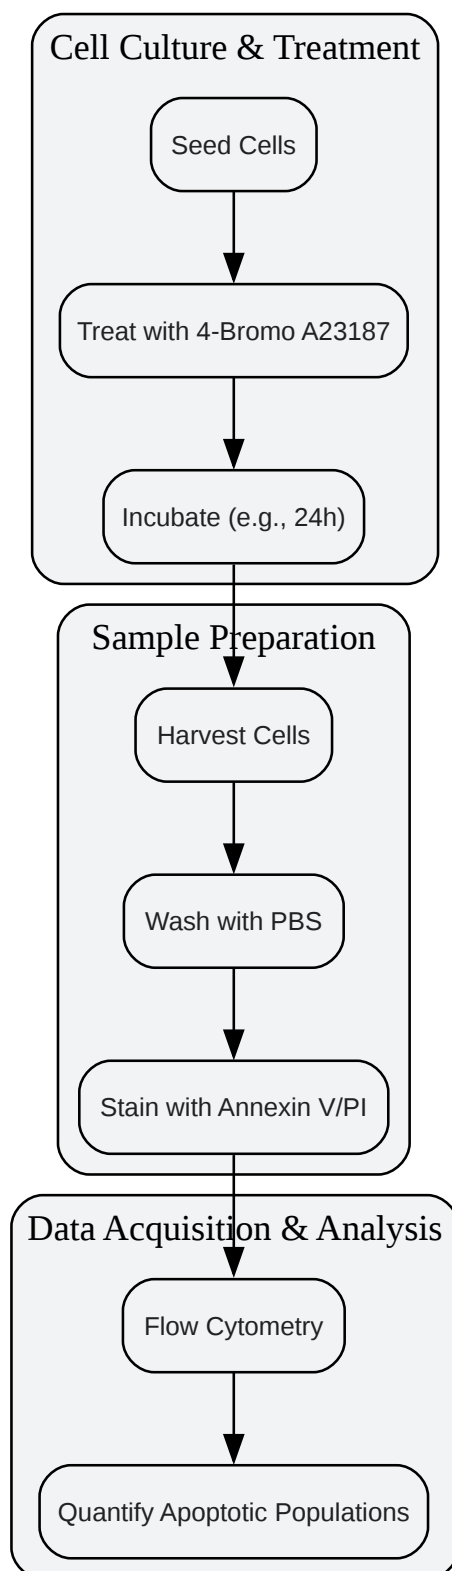 Cell Culture & Treatment
Seed Cells
Treat with 4-Bromo A23187
Incubate (e.g., 24h)
Sample Preparation
Harvest Cells
Wash with PBS
Stain with Annexin V/PI
Data Acquisition & Analysis
Flow Cytometry
Quantify Apoptotic Populations